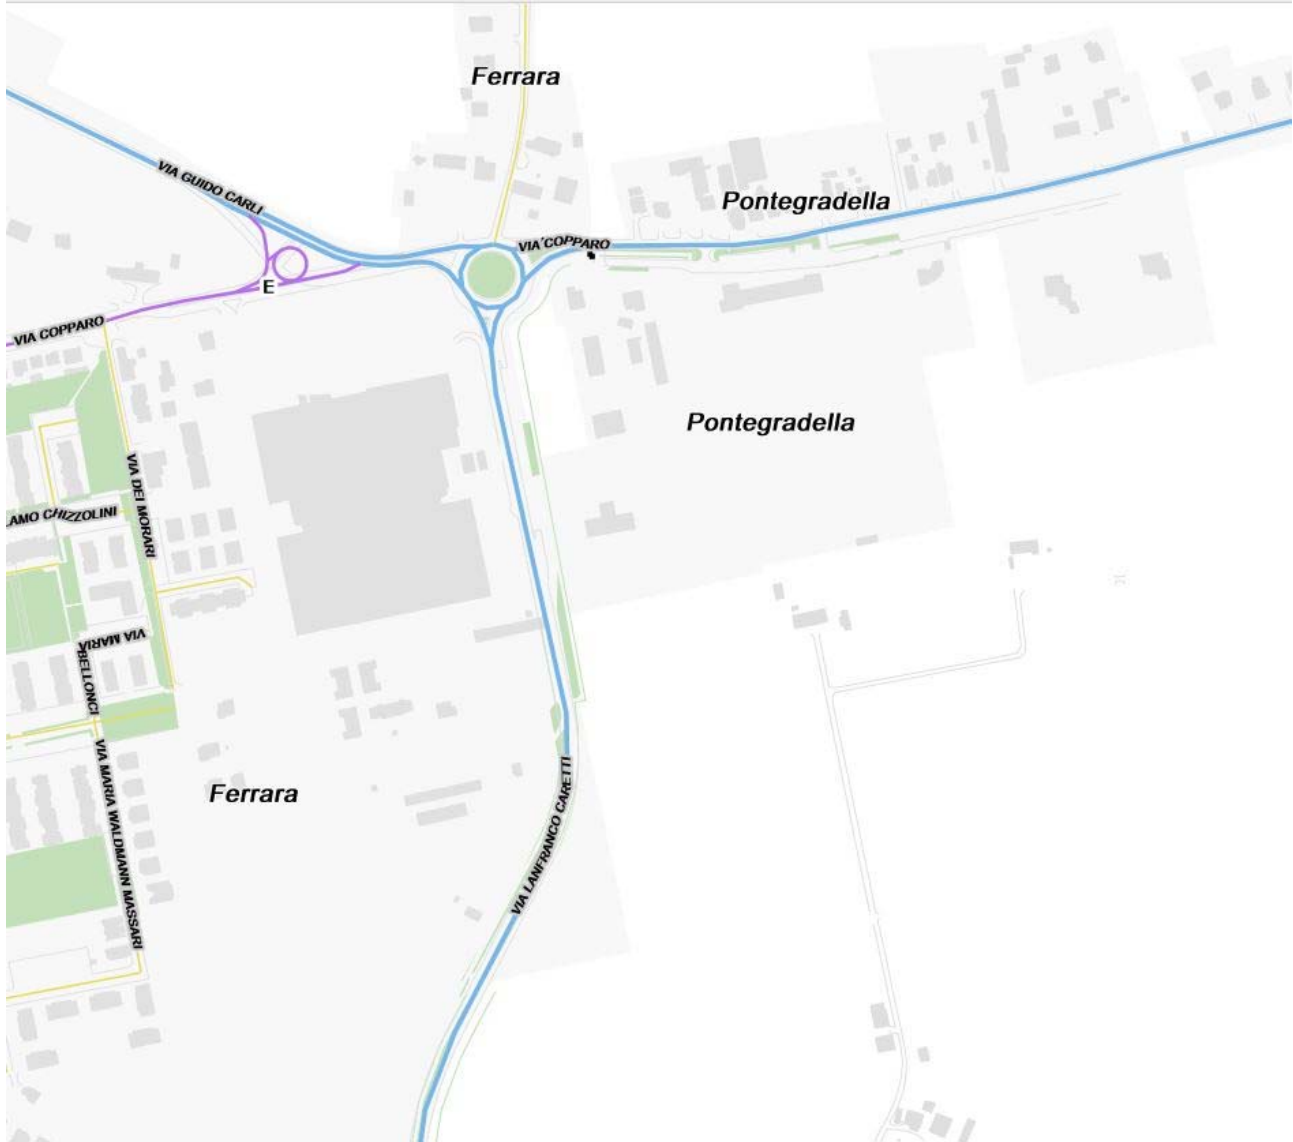 Ferrara
VIA GUIDO CARLI
Pontegradella
VIA COPPARO
E
VIA COPPARO
Pontegradella
VIA DEI MORARI
LAMO CHIZZOLINI
VIA MARIA
BELLONCI
VIA MARIA WALDMANN MASSARI
Ferrara
VIA LANFRANCO CARETTI